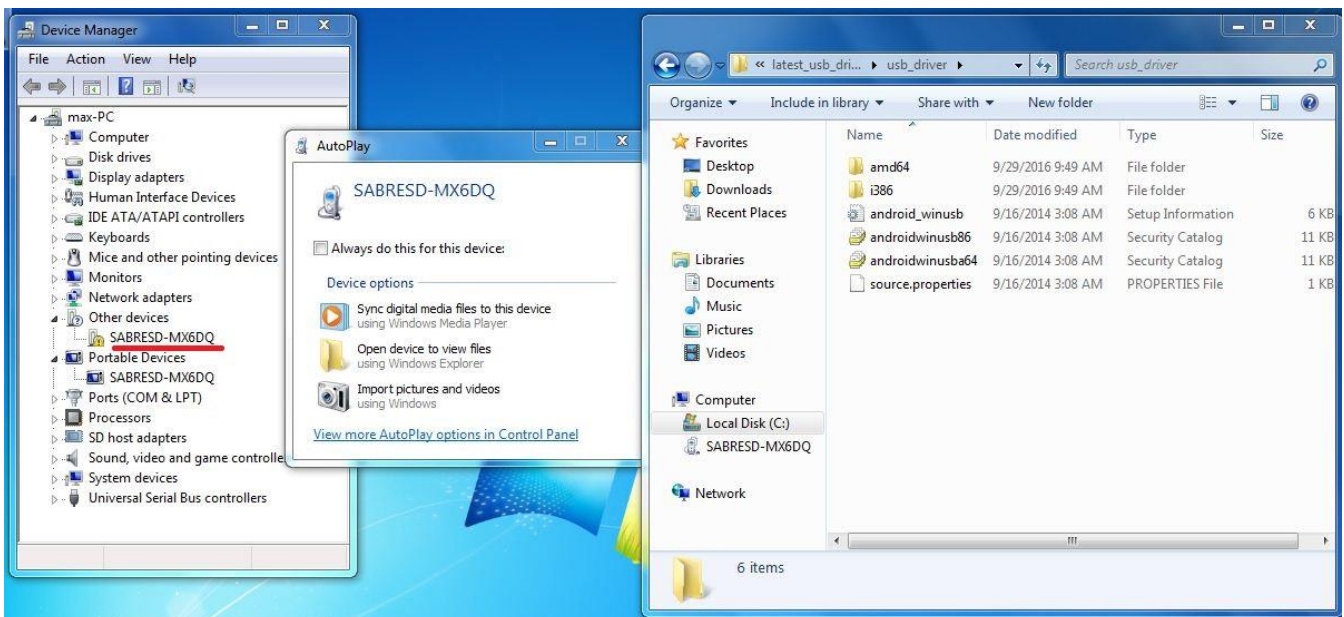 Device Manager
File Action View Help
max-PC
Computer
Disk drives
Display adapters
Human Interface Devices
IDE ATA/ATAPI controllers
Keyboards
Mice and other pointing devices
Monitors
Network adapters
Other devices
SABRESD-MX6DQ
Portable Devices
SABRESD-MX6DQ
Ports (COM & LPT)
Processors
SD host adapters
Sound, video and game controlle
System devices
Universal Serial Bus controllers
AutoPlay
SABRESD-MX6DQ
Always do this for this device:
Device options
Sync digital media files to this device
using Windows Media Player
Open device to view files
using Windows Explorer
Import pictures and videos
using Windows
View more AutoPlay options in Control Panel
« latest_usb_dri... usb_driver Search usb_driver
Organize Include in library Share with New folder
Favorites
Desktop
Downloads
Recent Places
Libraries
Documents
Music
Pictures
Videos
Computer
Local Disk (C:)
SABRESD-MX6DQ
Network
Name Date modified Type Size
amd64 9/29/2016 9:49 AM File folder
i386 9/29/2016 9:49 AM File folder
android_winusb 9/16/2014 3:08 AM Setup Information 6 KB
androidwinusb86 9/16/2014 3:08 AM Security Catalog 11 KB
androidwinusba64 9/16/2014 3:08 AM Security Catalog 11 KB
source.properties 9/16/2014 3:08 AM PROPERTIES File 1 KB
6 items